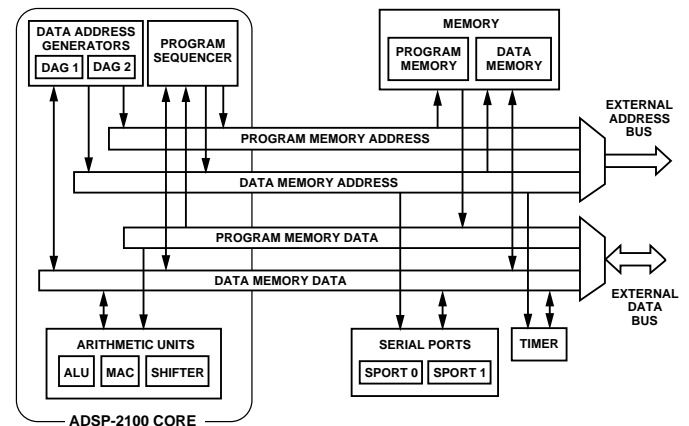 DATA ADDRESS
GENERATORS
DAG 1
DAG 2
PROGRAM
SEQUENCER
MEMORY
PROGRAM
MEMORY
DATA
MEMORY
EXTERNAL
ADDRESS
BUS
PROGRAM MEMORY ADDRESS
DATA MEMORY ADDRESS
PROGRAM MEMORY DATA
DATA MEMORY DATA
EXTERNAL
DATA
BUS
ARITHMETIC UNITS
ALU
MAC
SHIFTER
SERIAL PORTS
SPORT 0
SPORT 1
TIMER
ADSP-2100 CORE